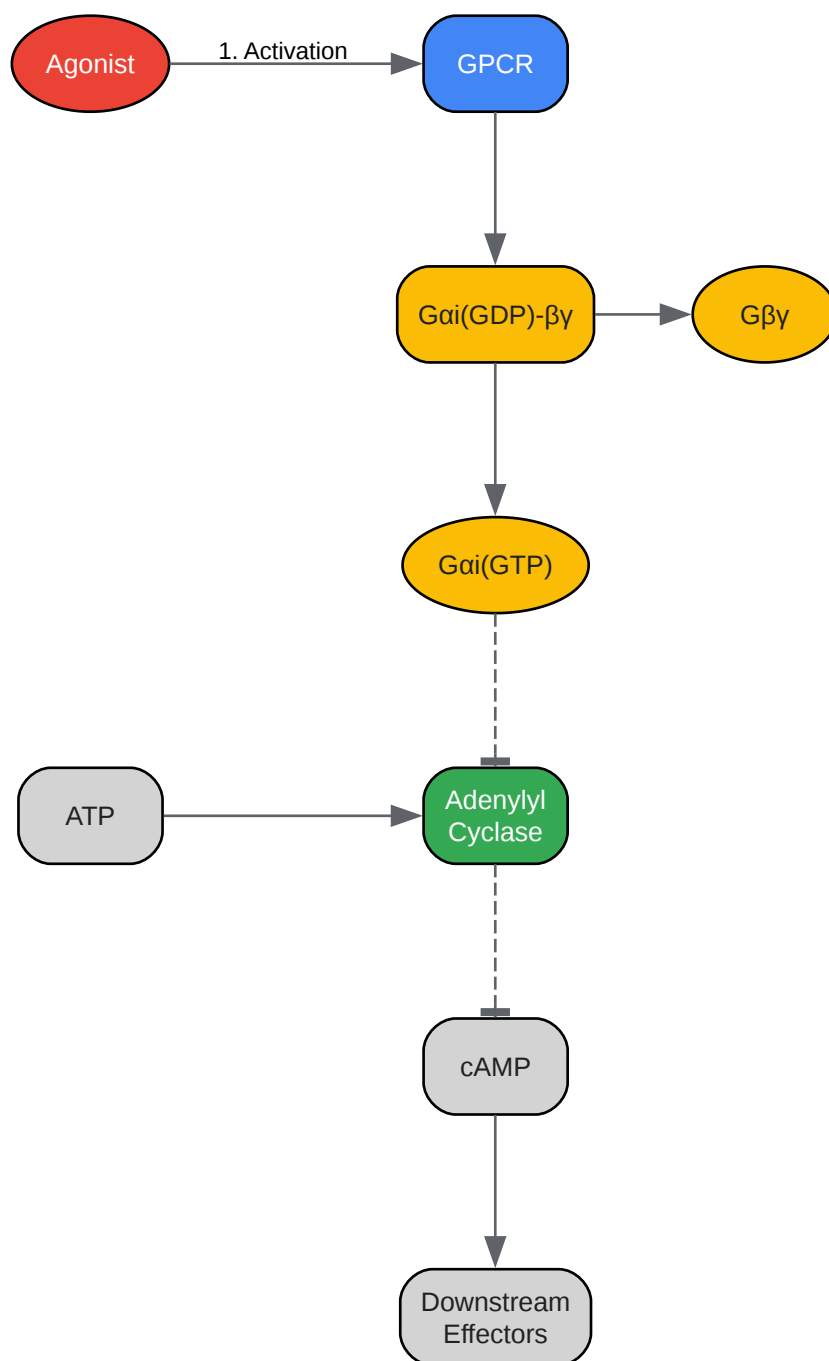 Agonist
1. Activation
GPCR
Gαi(GDP)-βγ
Gβγ
Gαi(GTP)
ATP
Adenylyl
Cyclase
cAMP
Downstream
Effectors